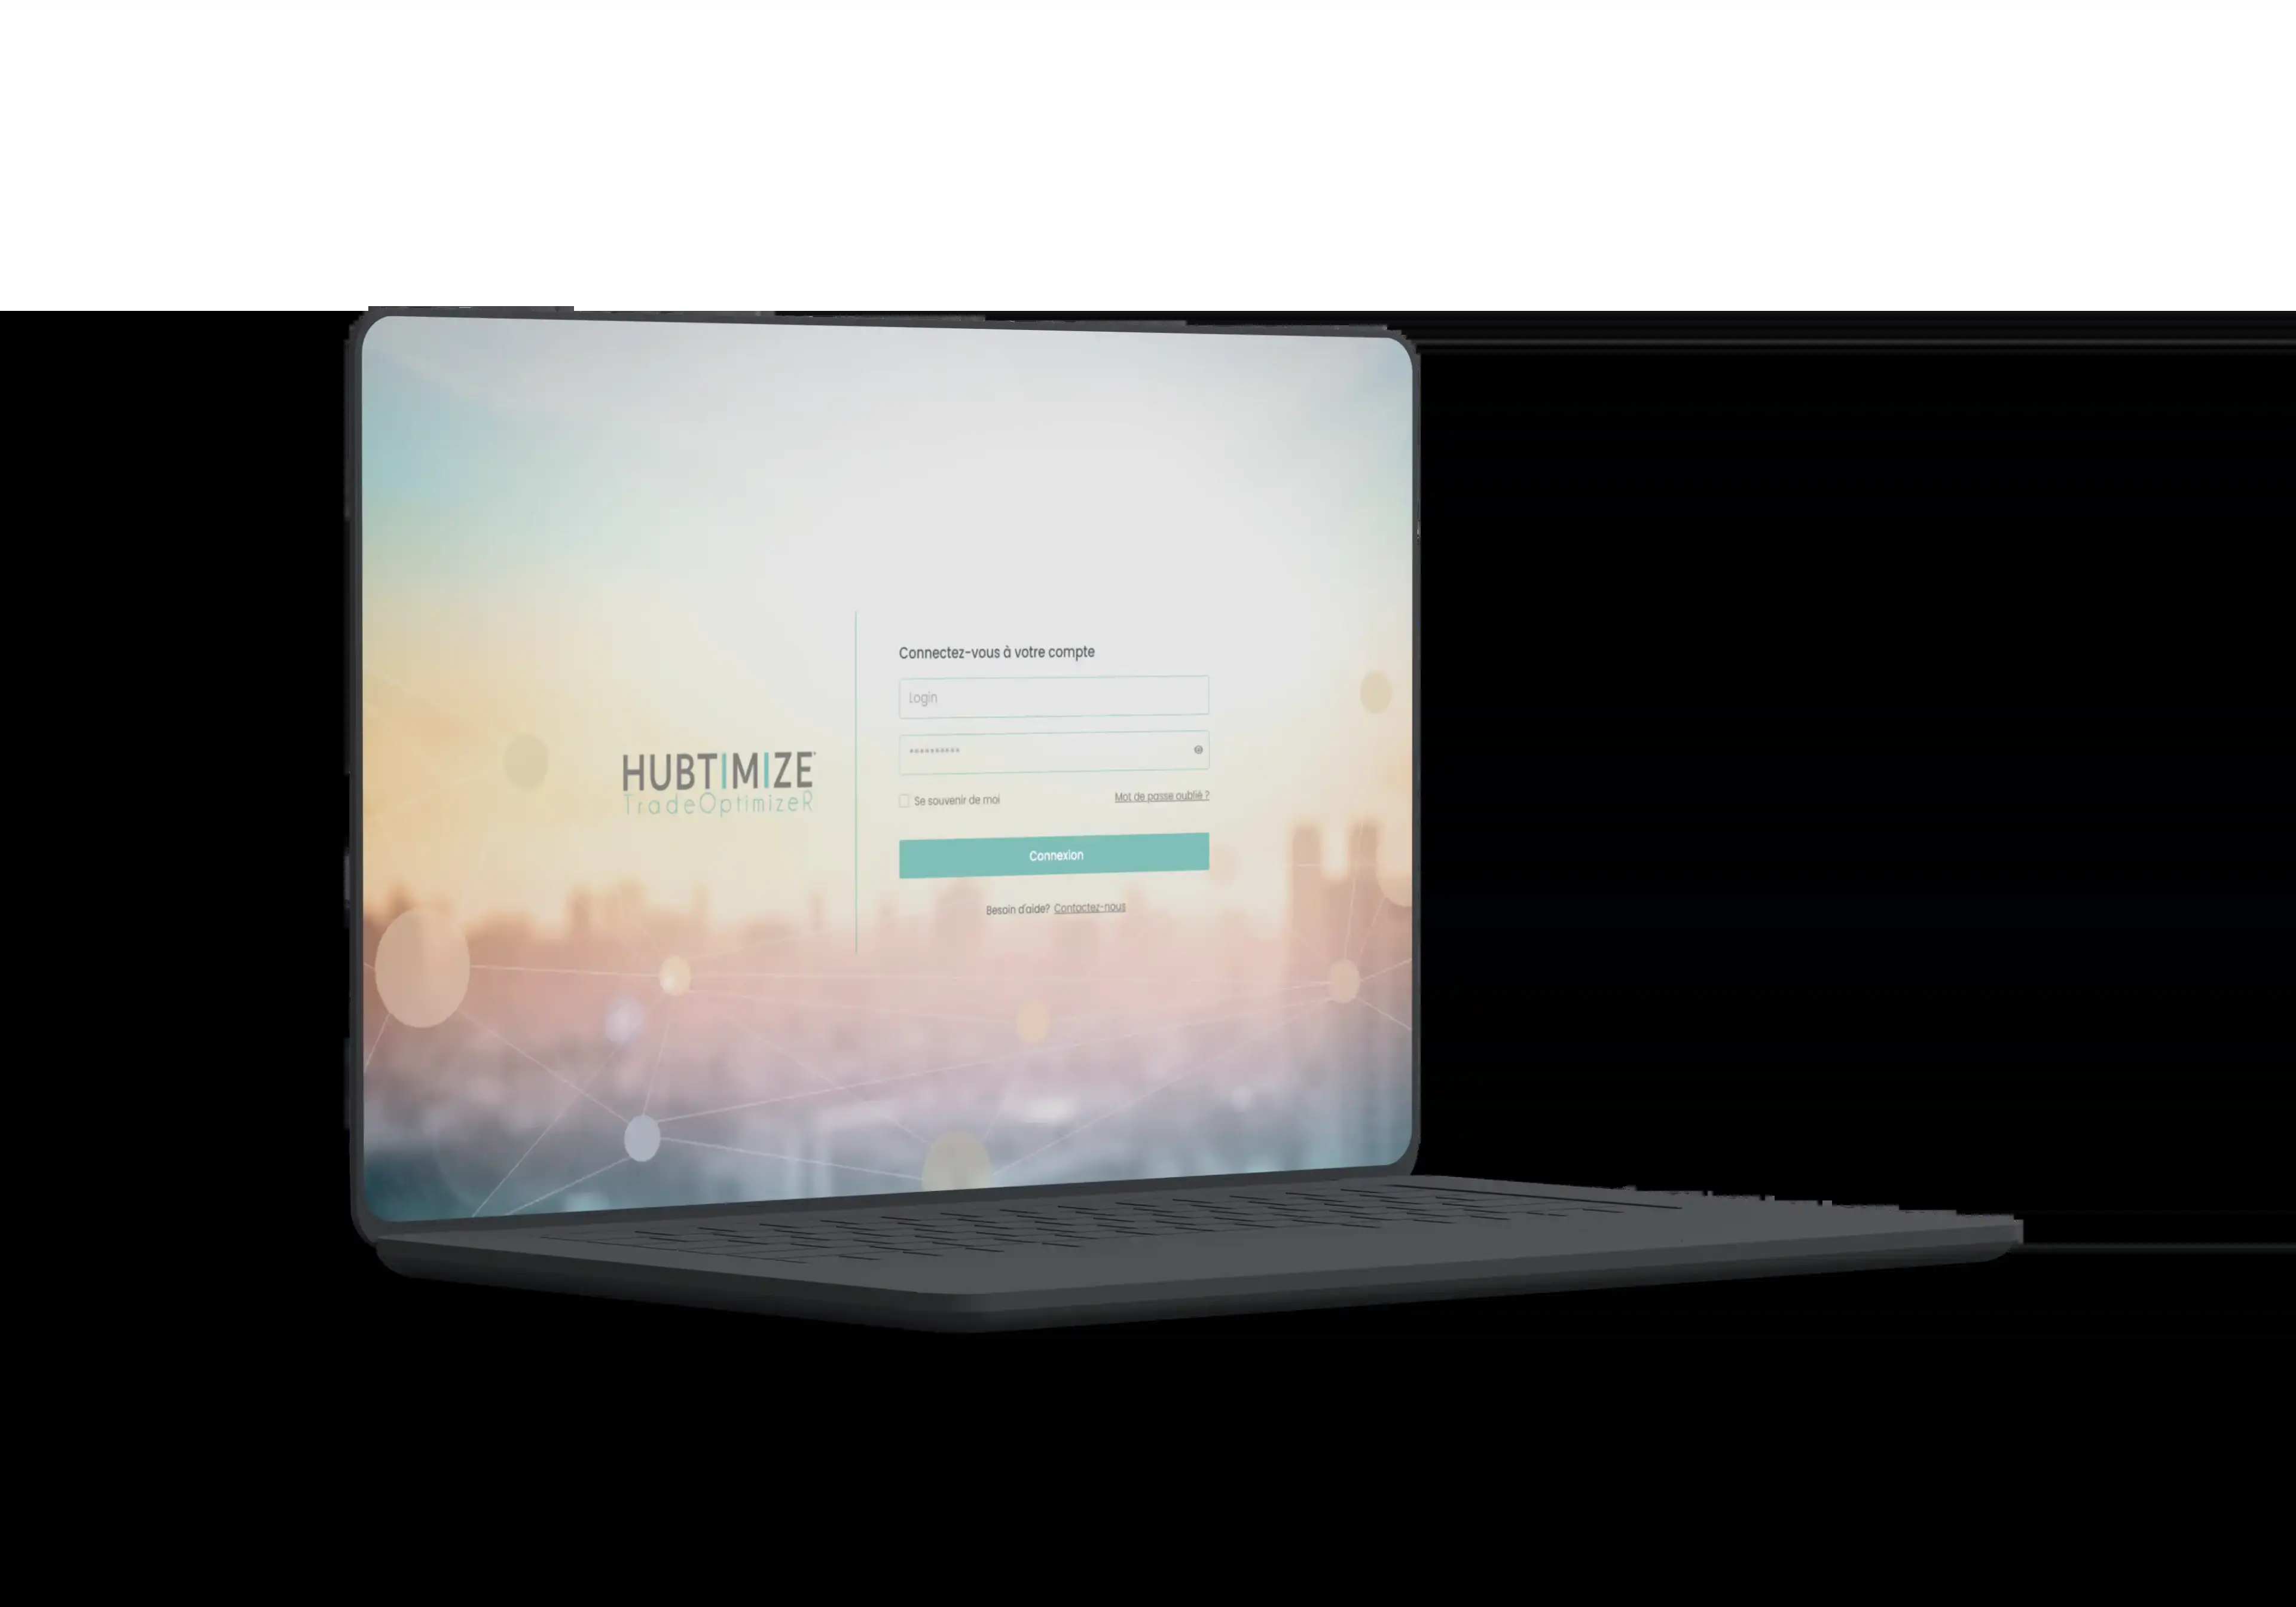 HUBTIMIZE
TradeOptimizeR
Connectez-vous à votre compte
Login
**********
Se souvenir de moi
Mot de passe oublié ?
Connexion
Besoin d'aide? Contactez-nous